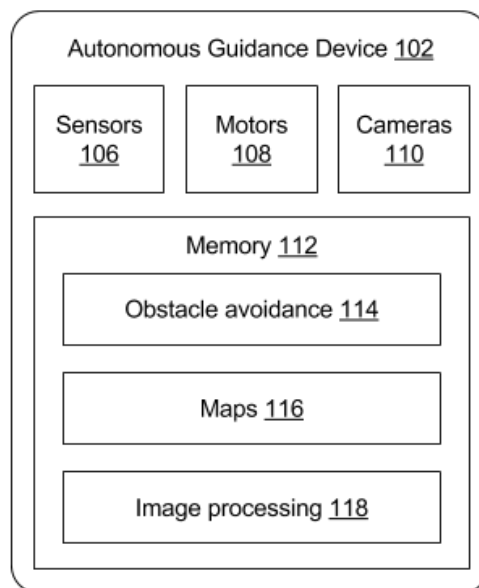 Autonomous Guidance Device 102
Sensors
106
Motors
108
Cameras
110
Memory 112
Obstacle avoidance 114
Maps 116
Image processing 118